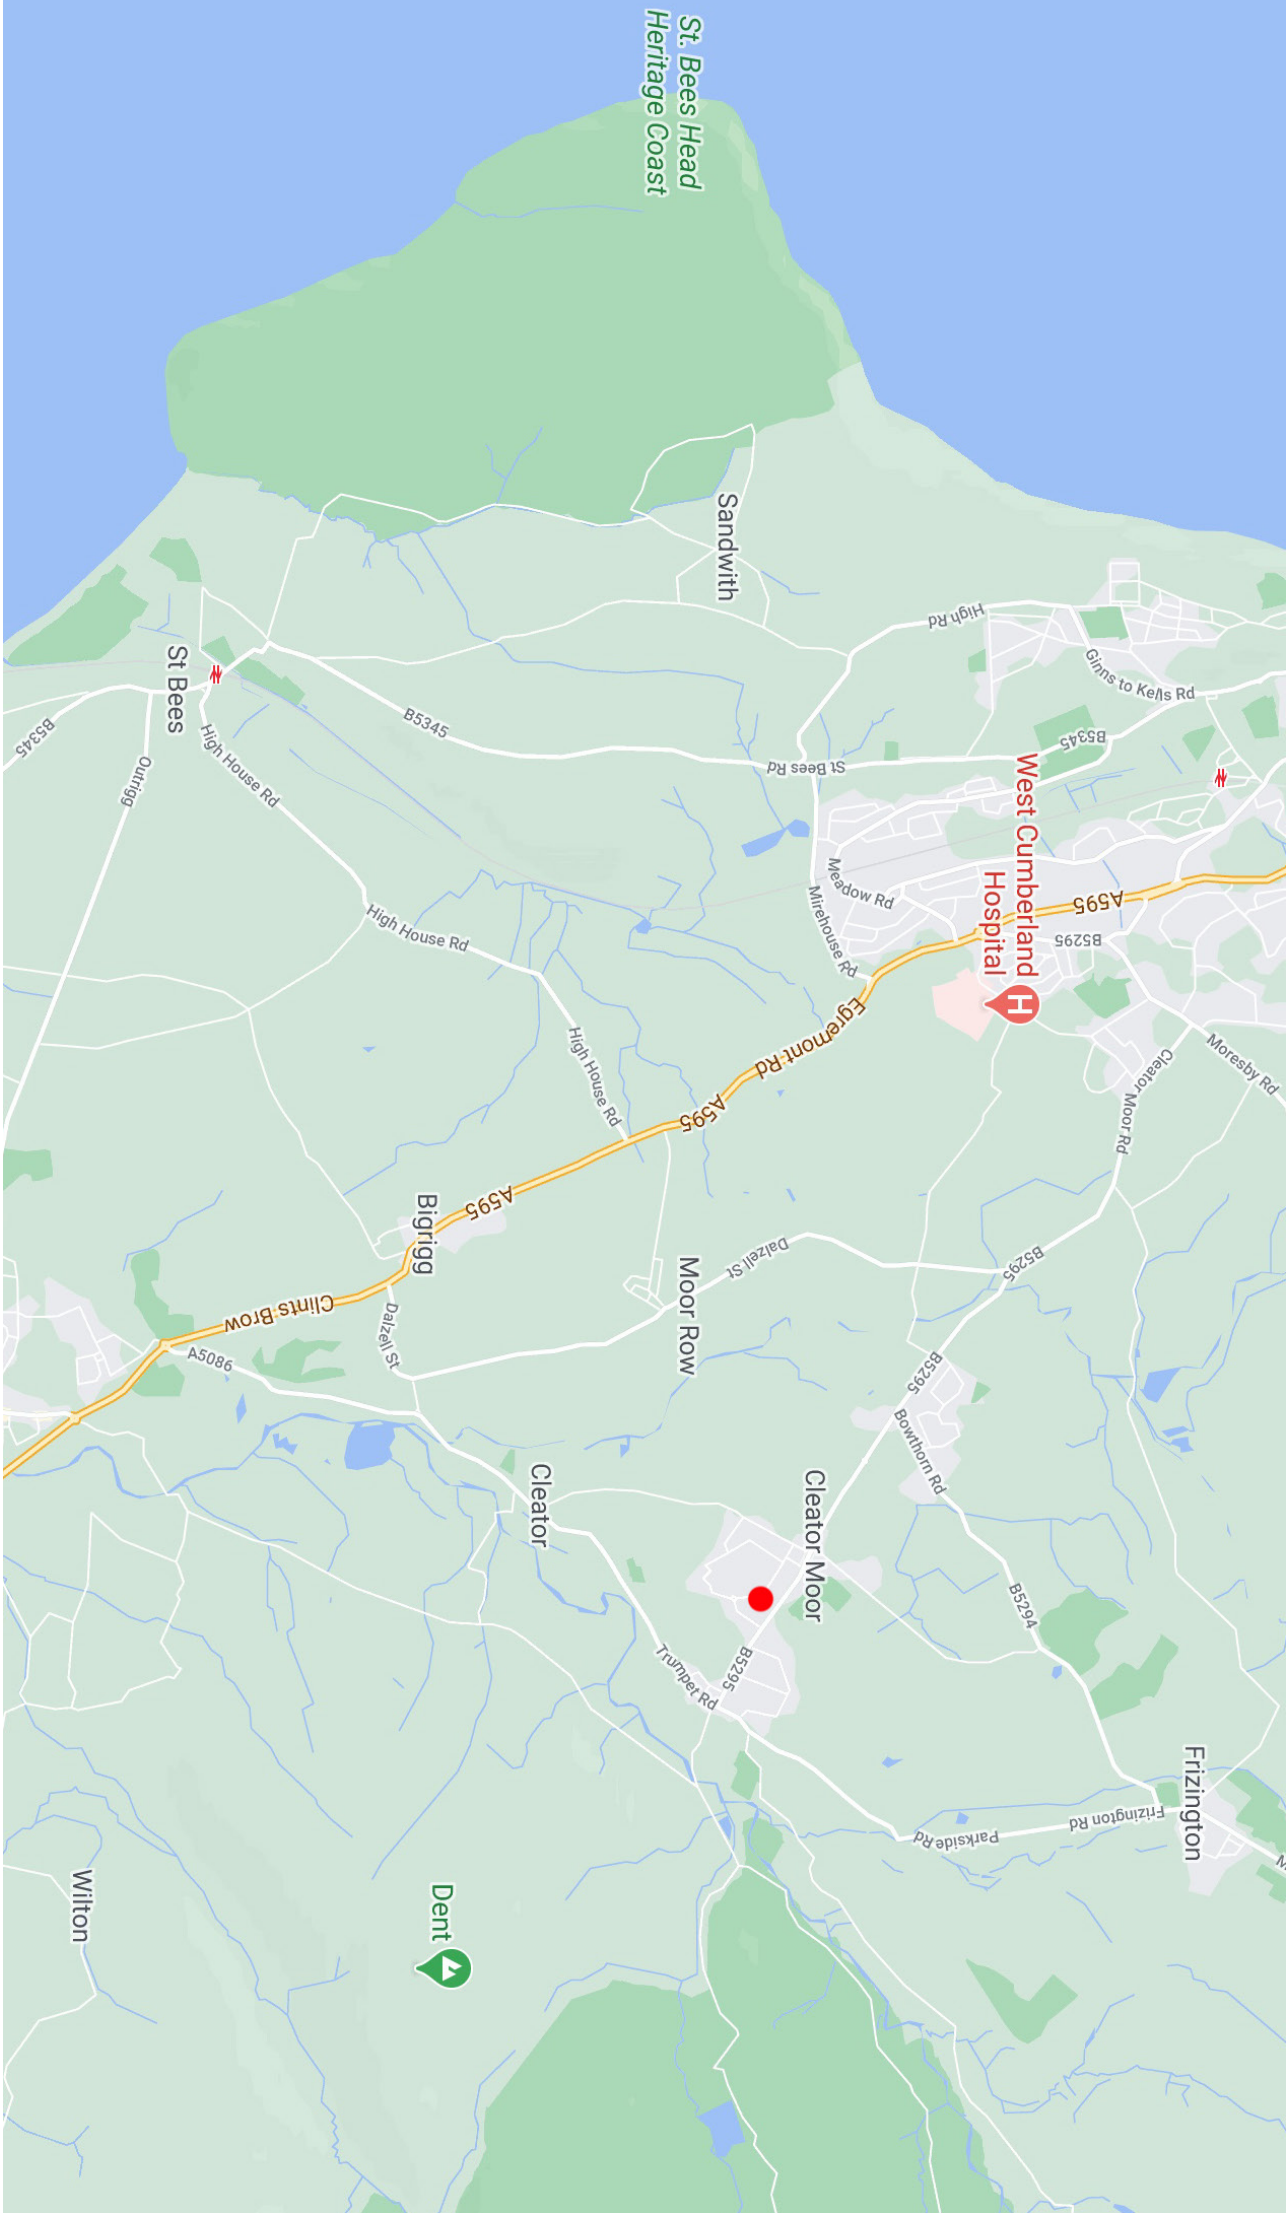 St. Bees Head
Heritage Coast
Sandwith
High Rd
Ginns to Kells Rd
B5345
St Bees Rd
B5345
St Bees
B5345
Outrigg
High House Rd
High House Rd
High House Rd
West Cumberland
Hospital
H
A595
B5295
Meadow Rd
Mirehouse Rd
Egremont Rd
A595
A595
Moresby Rd
Cleator Moor Rd
B5295
Dalzell St
Moor Row
Bigrigg
Clints Brow
Dalzell St
A5086
B5295
Bowthorn Rd
Cleator Moor
Cleator
B5294
B5295
Trumpet Rd
Frizington
Frizington Rd
Parkside Rd
Dent
Wilton